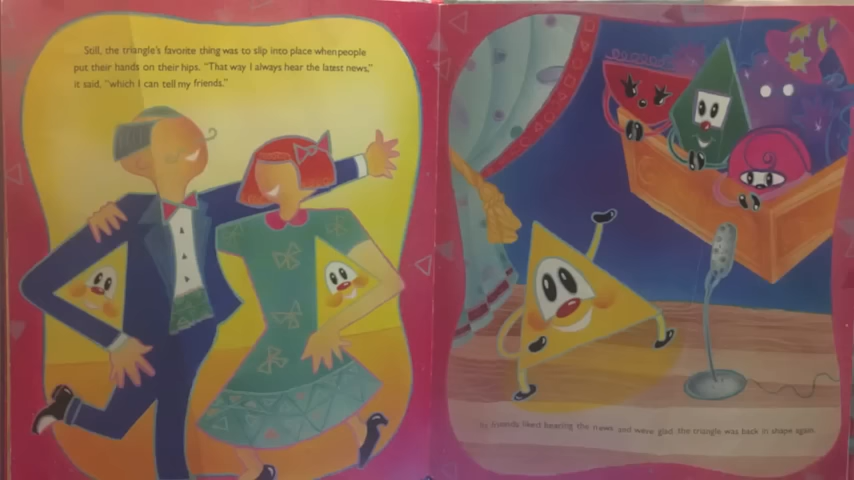 Still, the triangle's favorite thing was to slip into place when people
put their hands on their hips. "That way I always hear the latest news,"
it said, "which I can tell my friends."
friends liked hearing the news and were glad the triangle was back in shape again.